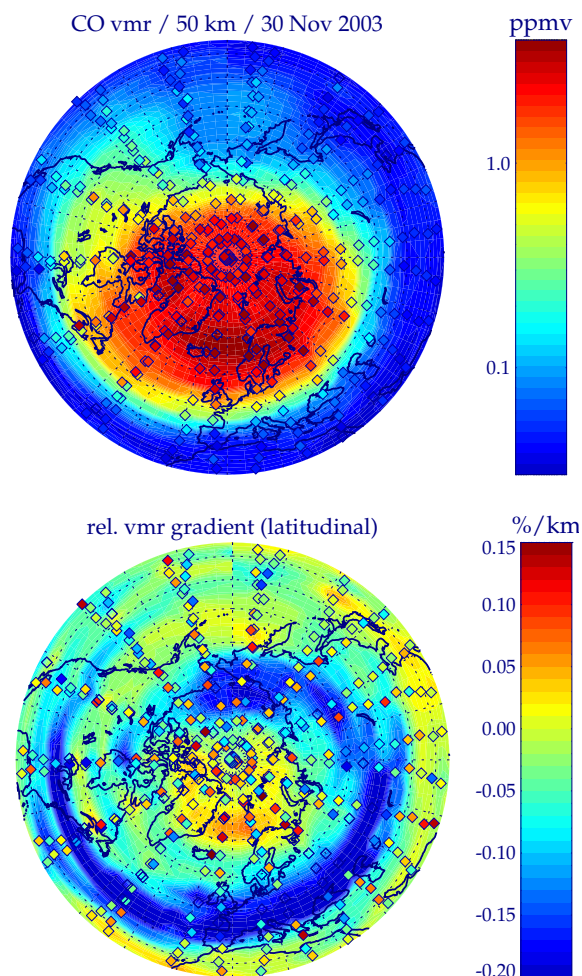 CO vmr / 50 km / 30 Nov 2003
ppmv
1.0
0.1
rel. vmr gradient (latitudinal)
%/km
0.15
0.10
0.05
0.00
-0.05
-0.10
-0.15
-0.20